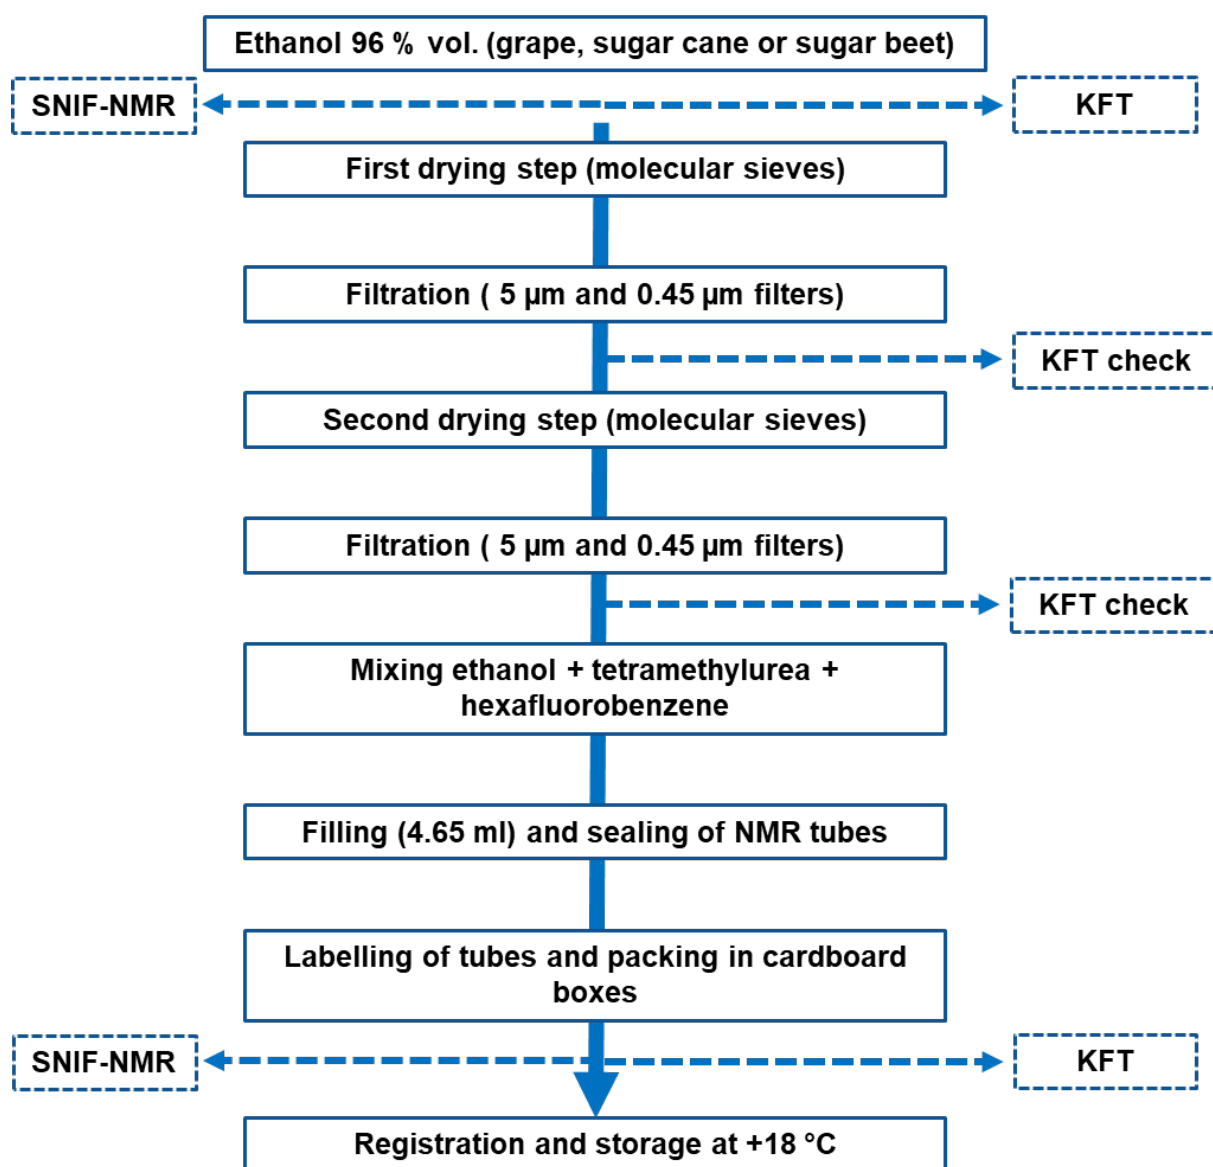 Ethanol 96 % vol. (grape, sugar cane or sugar beet)
SNIF-NMR
KFT
First drying step (molecular sieves)
Filtration ( 5 µm and 0.45 µm filters)
KFT check
Second drying step (molecular sieves)
Filtration ( 5 µm and 0.45 µm filters)
KFT check
Mixing ethanol + tetramethylurea +
hexafluorobenzene
Filling (4.65 ml) and sealing of NMR tubes
Labelling of tubes and packing in cardboard
boxes
SNIF-NMR
KFT
Registration and storage at +18 °C